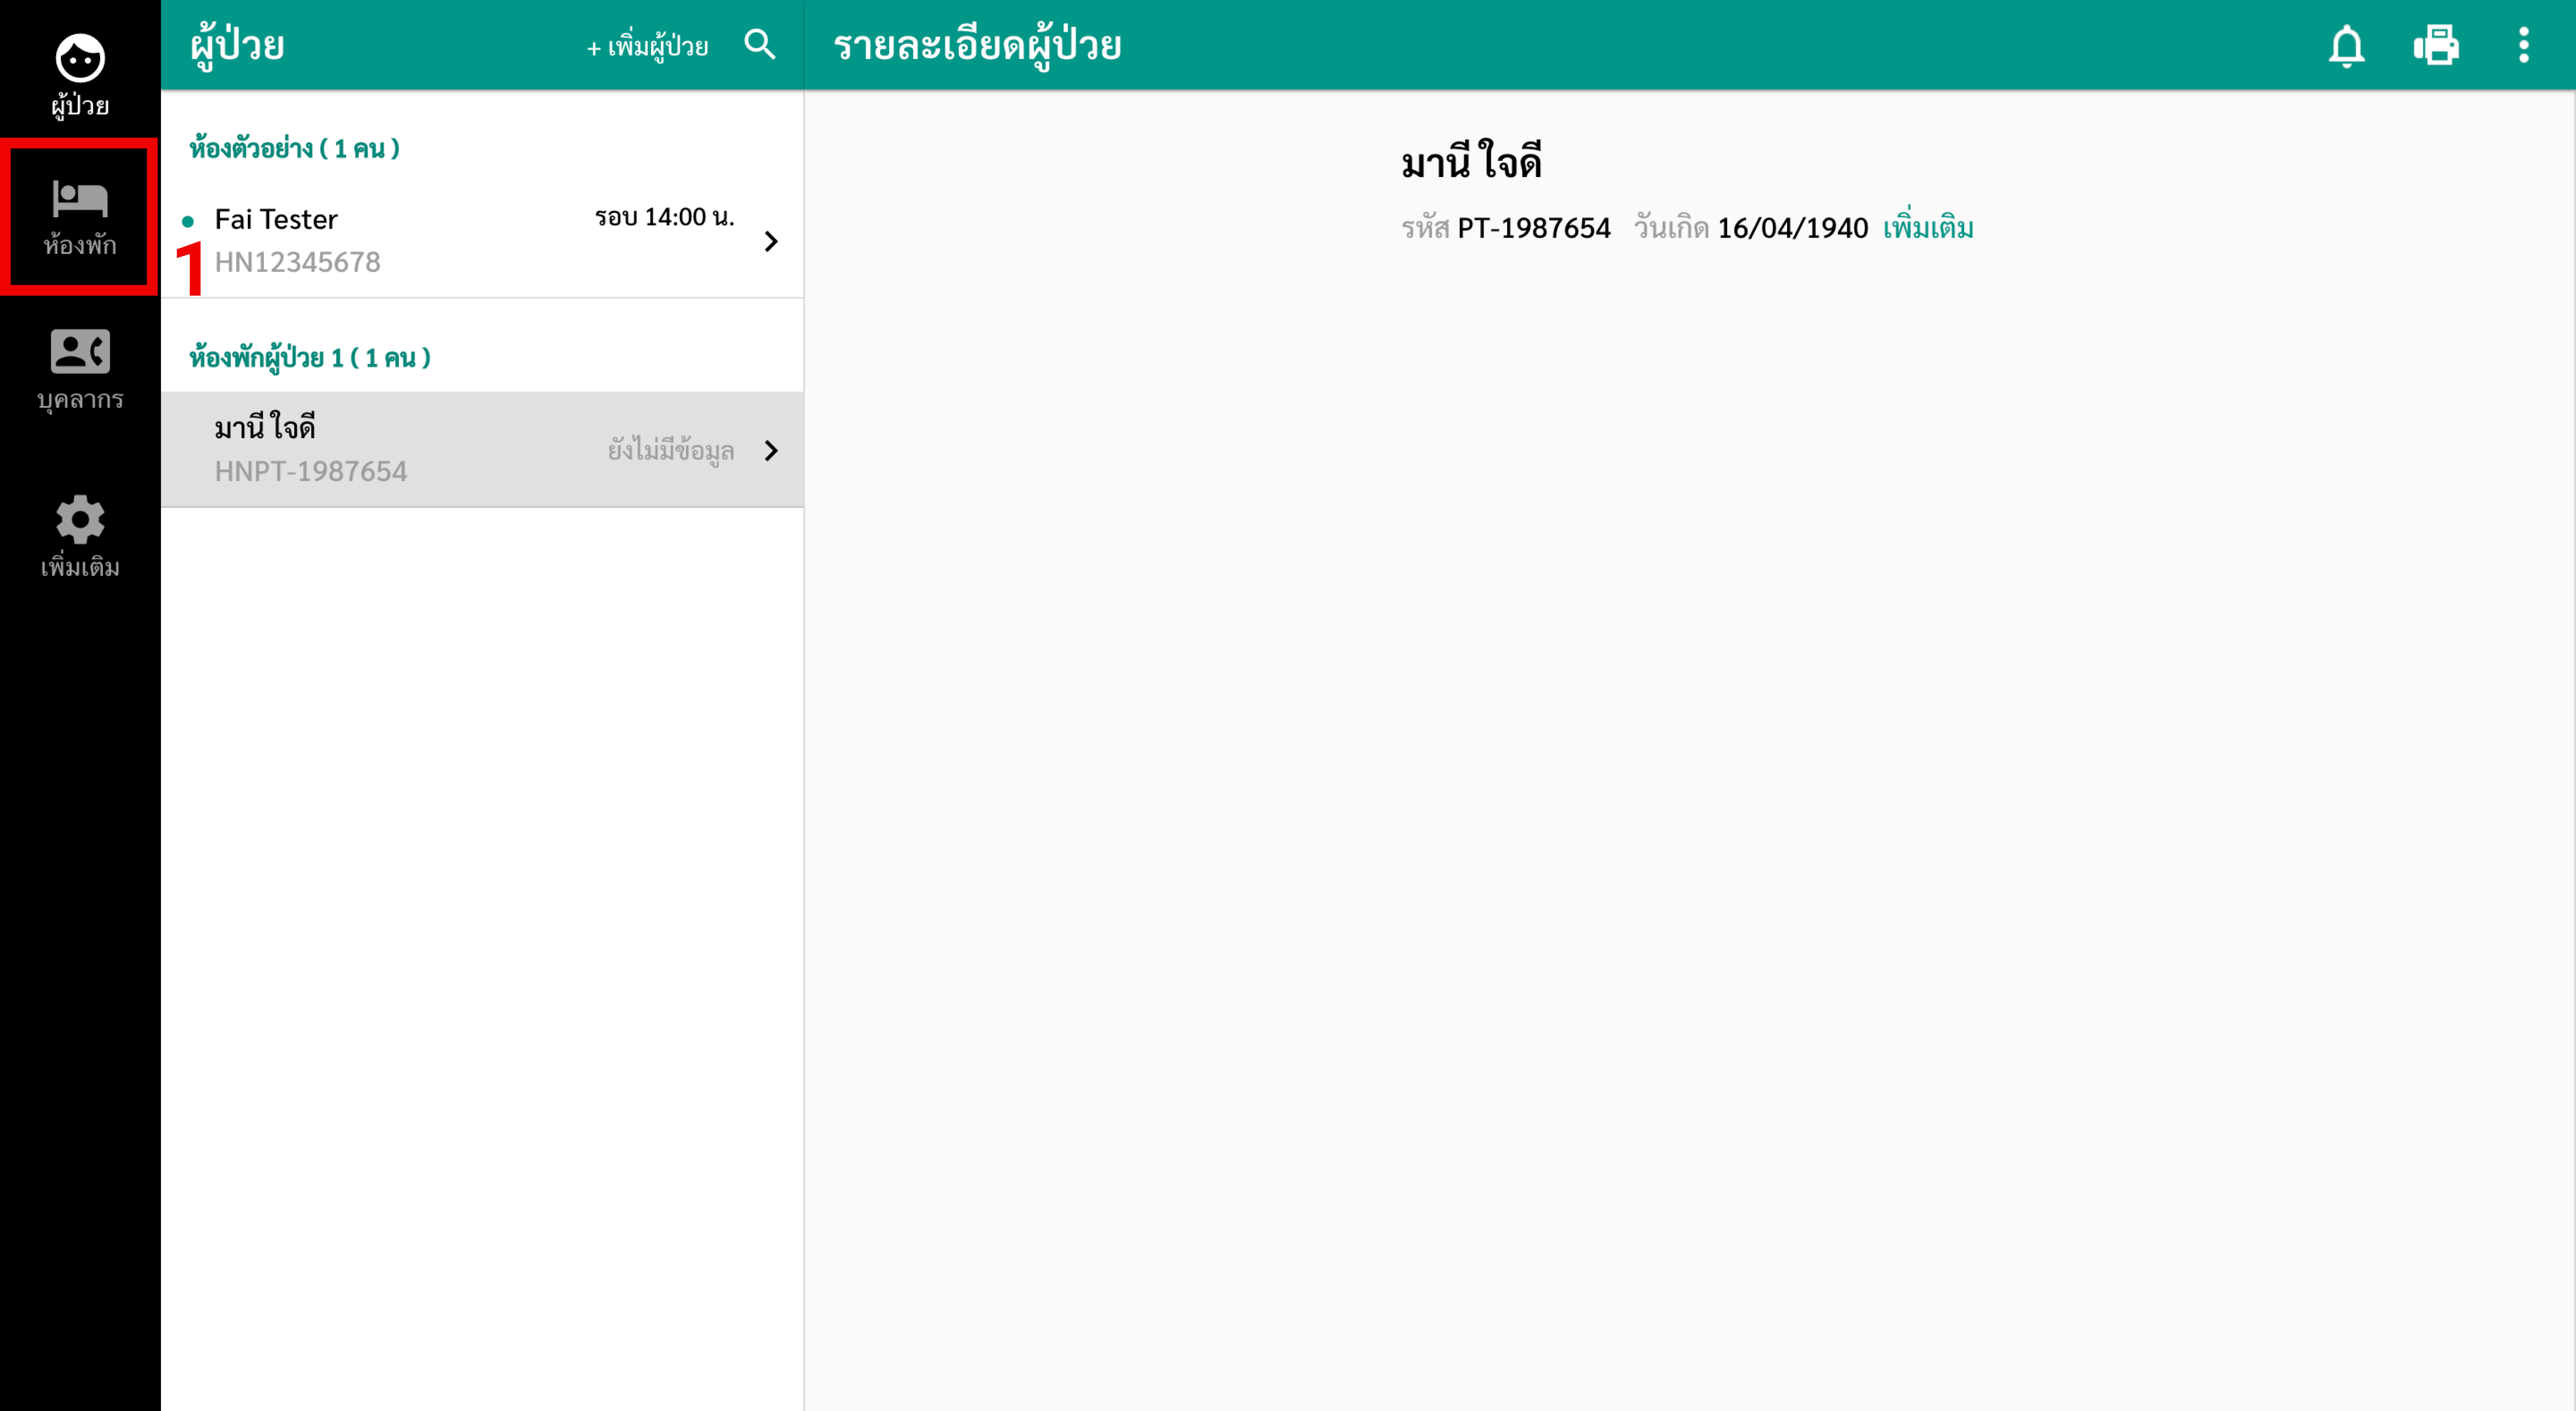 ผู้ป่วย
ห้องพัก
บุคลากร
เพิ่มเติม
ผู้ป่วย
+ เพิ่มผู้ป่วย
ห้องตัวอย่าง ( 1 คน )
Fai Tester
รอบ 14:00 น.
1
HN12345678
ห้องพักผู้ป่วย 1 ( 1 คน )
มานี ใจดี
ยังไม่มีข้อมูล
HNPT-1987654
รายละเอียดผู้ป่วย
มานี ใจดี
รหัส PT-1987654 วันเกิด 16/04/1940 เพิ่มเติม